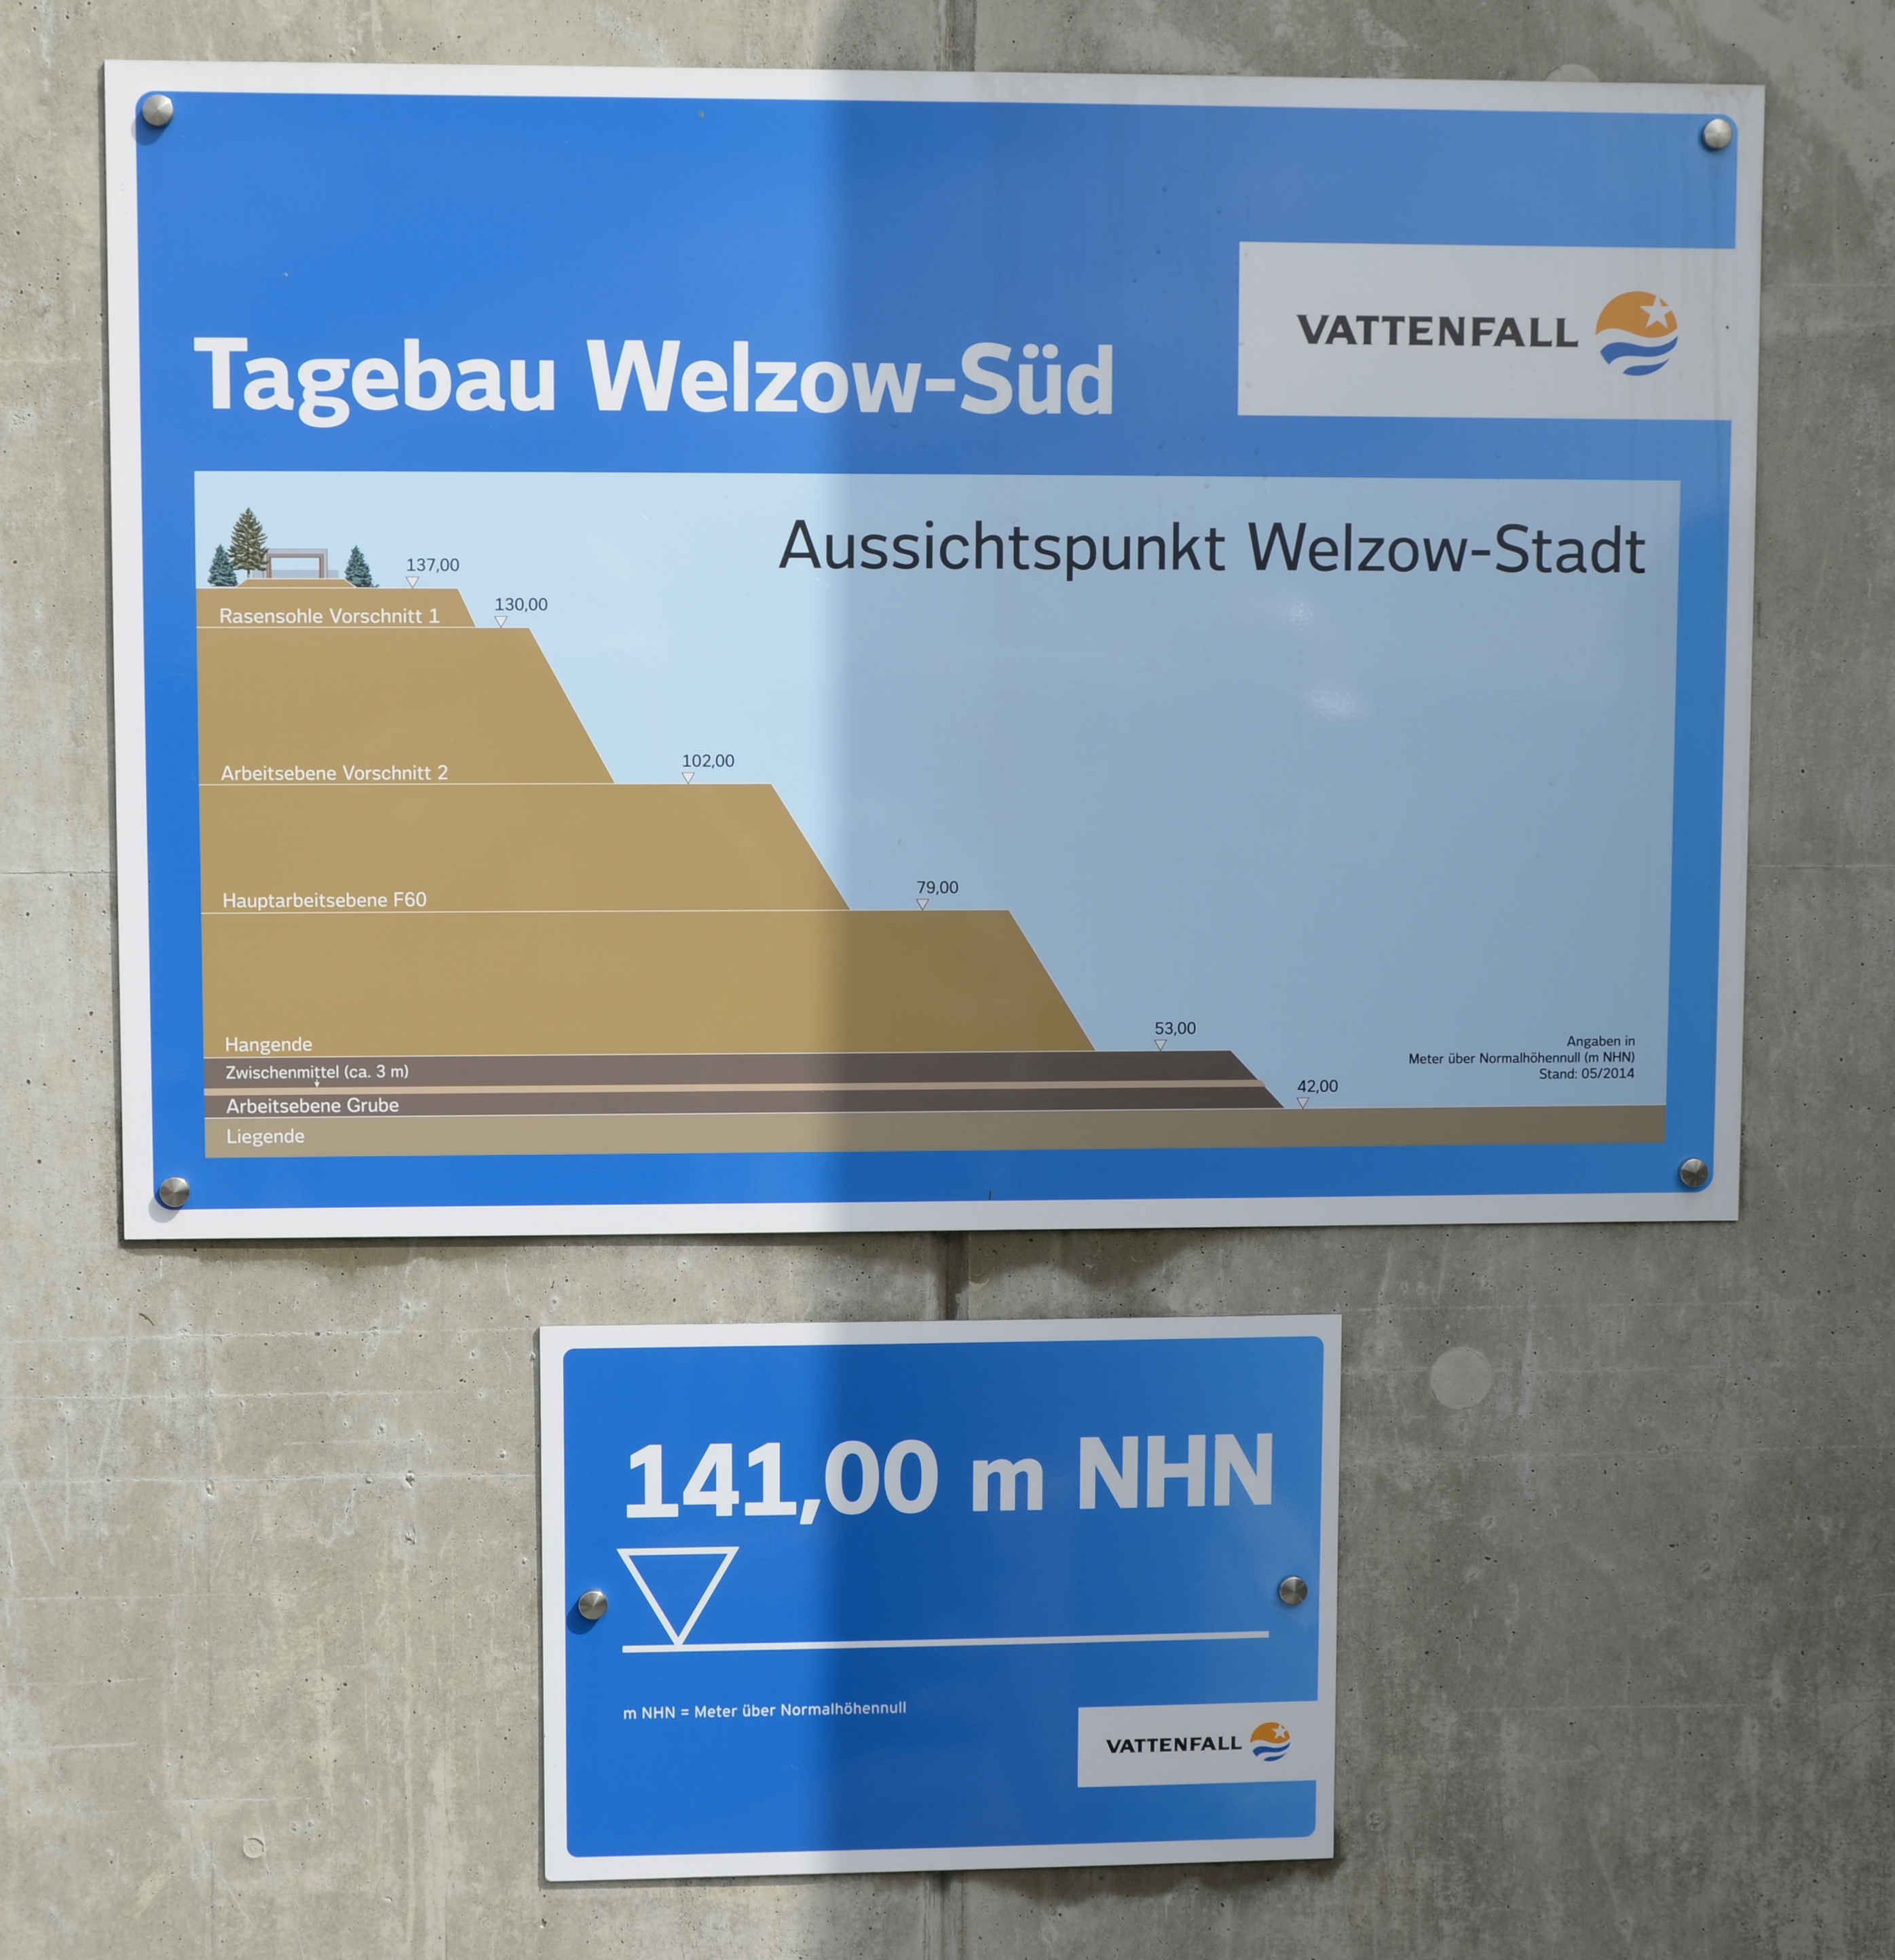 Tagebau Welzow-Süd
VATTENFALL
Aussichtspunkt Welzow-Stadt
137,00
130,00
Rasensohle Vorschnitt 1
102,00
Arbeitsebene Vorschnitt 2
79,00
Hauptarbeitsebene F60
53,00
Hangende
Zwischenmittel (ca. 3 m)
42,00
Arbeitsebene Grube
Liegende
Angaben in
Meter über Normalhöhennull (m NHN)
Stand: 05/2014
141,00 m NHN
m NHN = Meter über Normalhöhennull
VATTENFALL